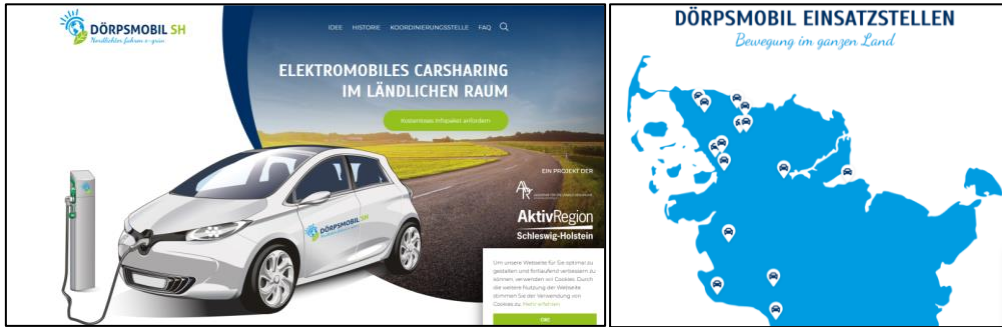 DÖRPSMOBIL SH
Nordlichter fahren e-grün
IDEE HISTORIE KOORDINIERUNGSSTELLE FAQ
ELEKTROMOBILES CARSHARING
IM LÄNDLICHEN RAUM
Kostenloses Infopaket anfordern
EIN PROJEKT DER
AktivRegion
Schleswig-Holstein
DÖRPSMOBIL SH
Um unsere Webseite für Sie optimal zu
gestalten und fortlaufend verbessern zu
können, verwenden wir Cookies. Durch
die weitere Nutzung der Webseite
stimmen Sie der Verwendung von
Cookies zu. Mehr erfahren
DÖRPSMOBIL EINSATZSTELLEN
Bewegung im ganzen Land